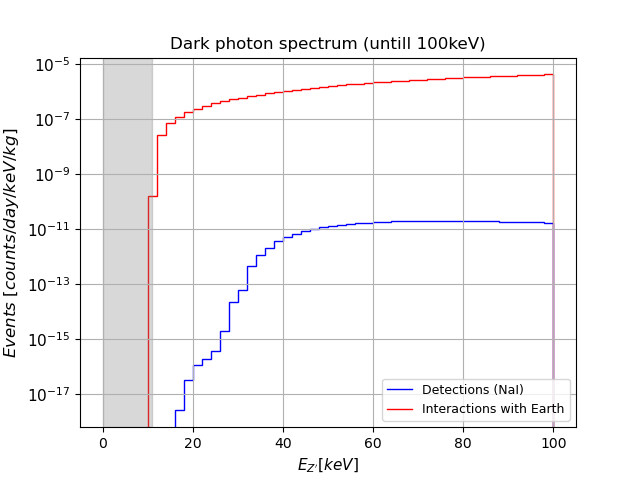 Dark photon spectrum (untill 100keV)
Events [counts/day/keV/kg]
10⁻⁵
10⁻⁷
10⁻⁹
10⁻¹¹
10⁻¹³
10⁻¹⁵
10⁻¹⁷
Detections (NaI)
Interactions with Earth
0 20 40 60 80 100
E_{Z'}[keV]